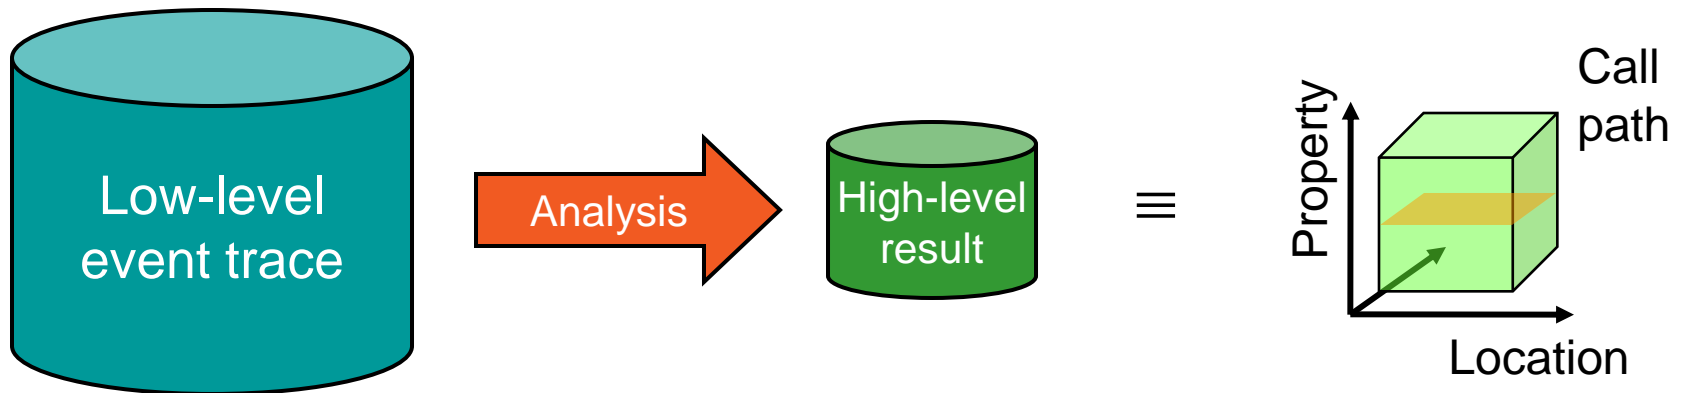 Low-level
event trace
Analysis
High-level
result
≡
Property
Call
path
Location